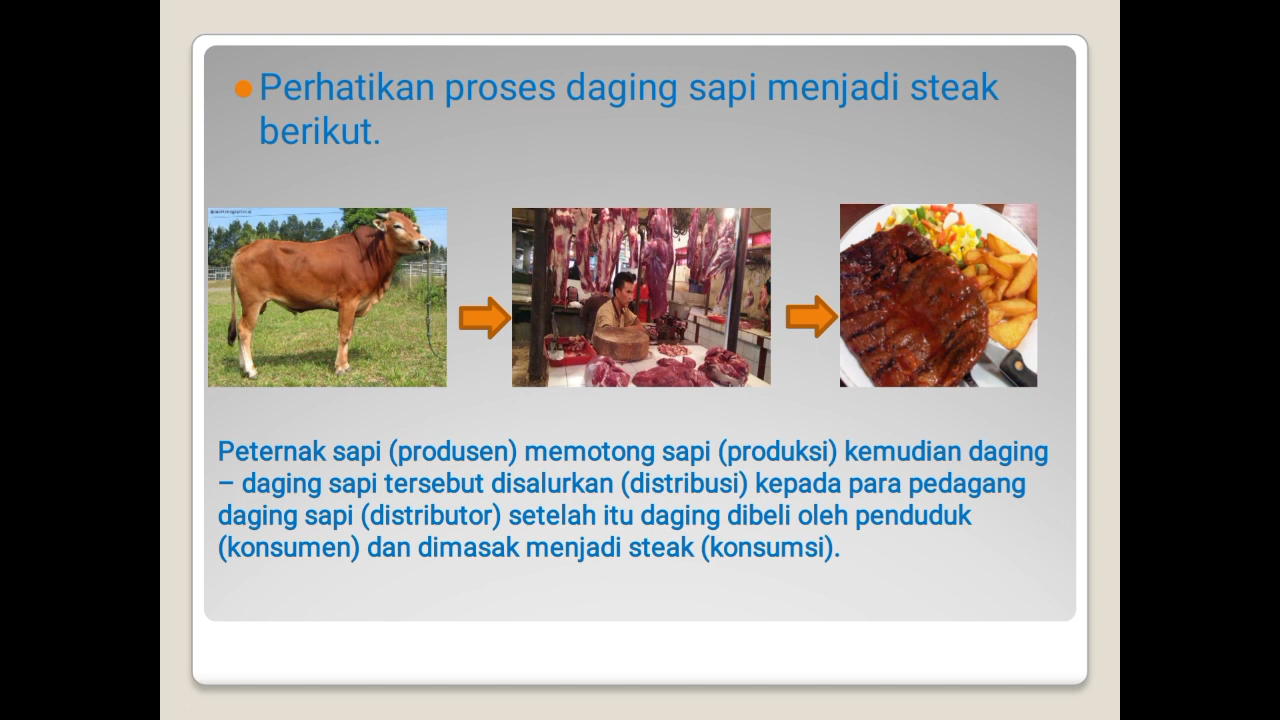 Perhatikan proses daging sapi menjadi steak
berikut.
Peternak sapi (produsen) memotong sapi (produksi) kemudian daging
– daging sapi tersebut disalurkan (distribusi) kepada para pedagang
daging sapi (distributor) setelah itu daging dibeli oleh penduduk
(konsumen) dan dimasak menjadi steak (konsumsi).